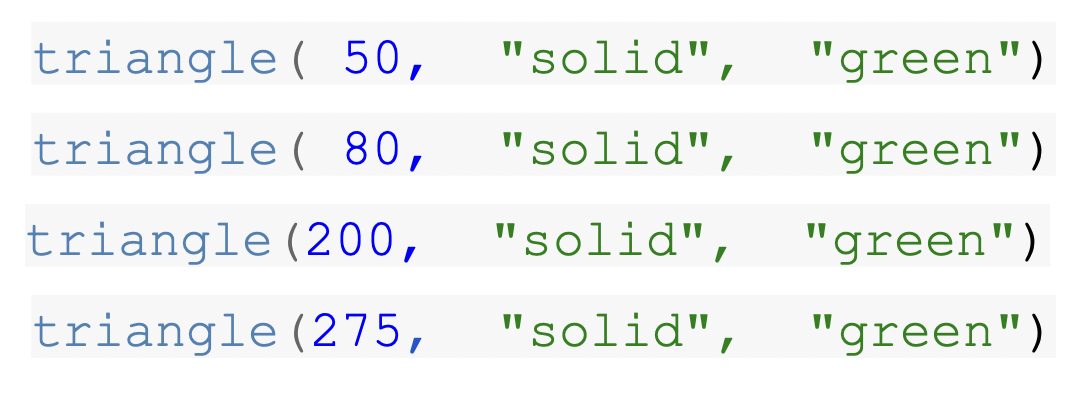 triangle( 50,  "solid",  "green")
triangle( 80,  "solid",  "green")
triangle(200,  "solid",  "green")
triangle(275,  "solid",  "green")